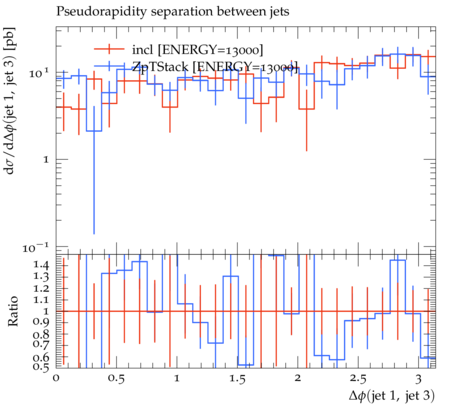 Pseudorapidity separation between jets
dσ/dΔϕ(jet 1, jet 3) [pb]
incl [ENERGY=13000]
ZpTStack [ENERGY=13000]
10¹
1
10⁻¹
Ratio
1.4
1.3
1.2
1.1
1
0.9
0.8
0.7
0.6
0.5
0 0.5 1 1.5 2 2.5 3
Δϕ(jet 1, jet 3)